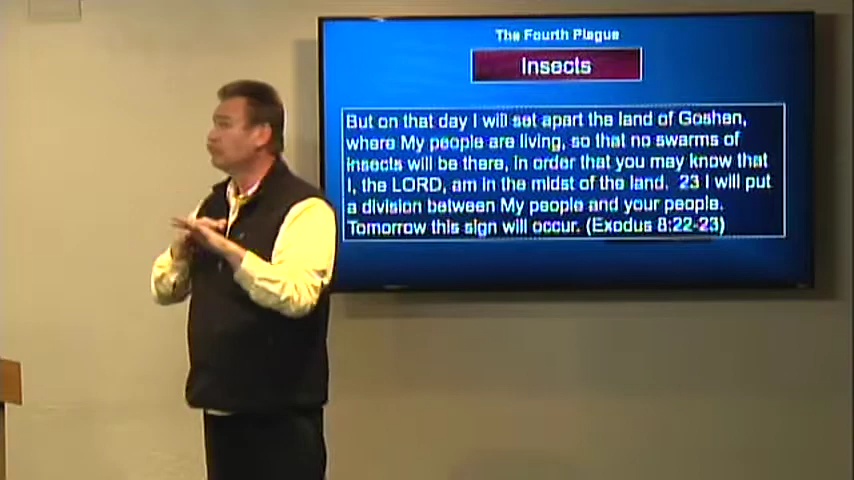 The Fourth Plague
Insects
But on that day I will set apart the land of Goshen,
where My people are living, so that no swarms of
insects will be there, in order that you may know that
I, the LORD, am in the midst of the land. 23 I will put
a division between My people and your people.
Tomorrow this sign will occur. (Exodus 8:22-23)